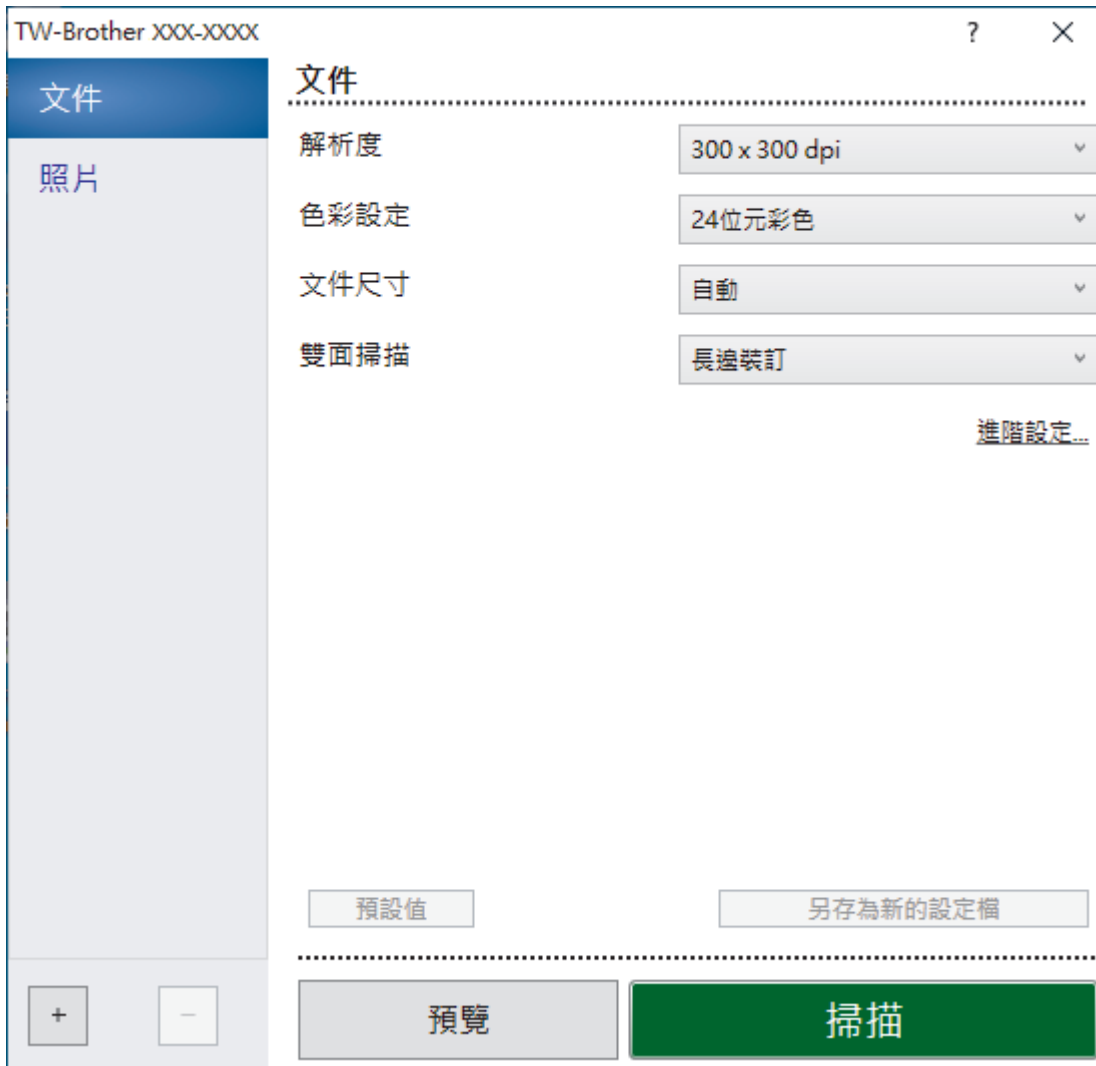 TW-Brother XXX-XXXX
?
文件
照片
文件
解析度
300 x 300 dpi
色彩設定
24位元彩色
文件尺寸
自動
雙面掃描
長邊裝訂
進階設定...
預設值
另存為新的設定檔
+
−
預覽
掃描